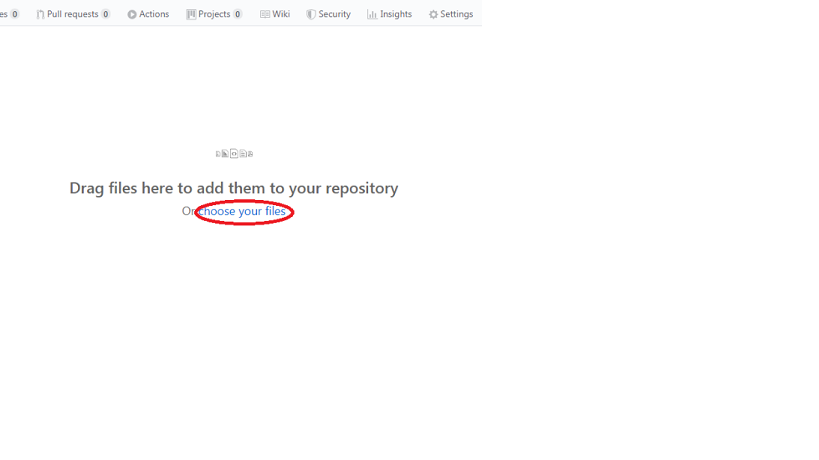 es 0 Pull requests 0 Actions Projects 0 Wiki Security Insights Settings
Drag files here to add them to your repository
Or choose your files